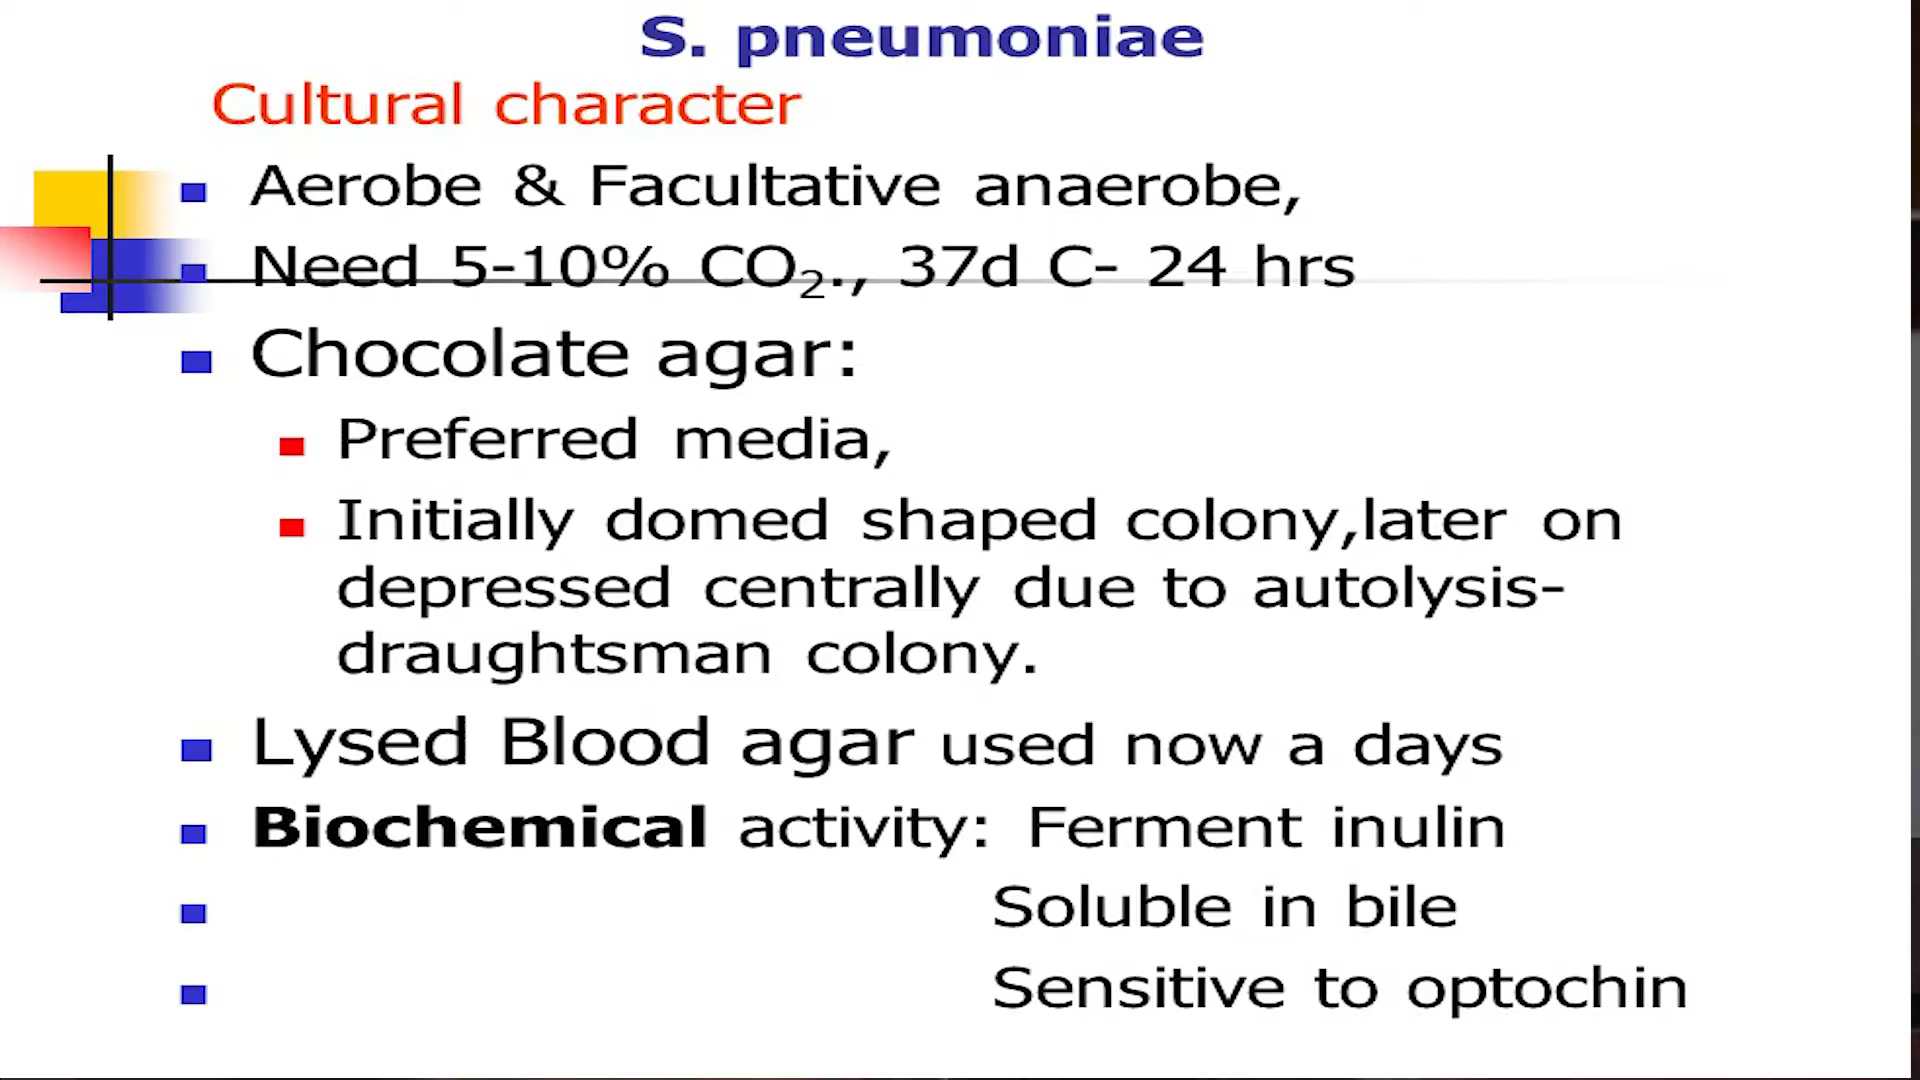 S. pneumoniae
Cultural character
Aerobe & Facultative anaerobe,
Need 5-10% CO₂., 37d C- 24 hrs
Chocolate agar:
Preferred media,
Initially domed shaped colony,later on
depressed centrally due to autolysis-
draughtsman colony.
Lysed Blood agar used now a days
Biochemical activity: Ferment inulin
Soluble in bile
Sensitive to optochin